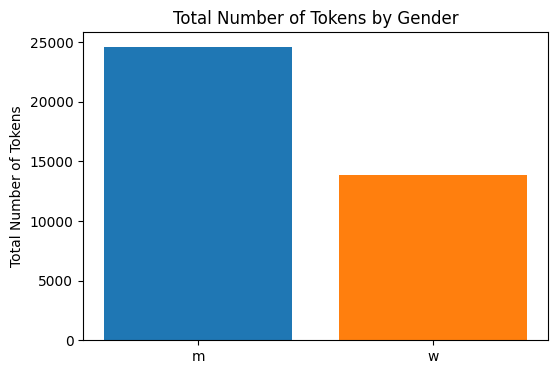 Total Number of Tokens by Gender
Total Number of Tokens
25000
20000
15000
10000
5000
0
m
w